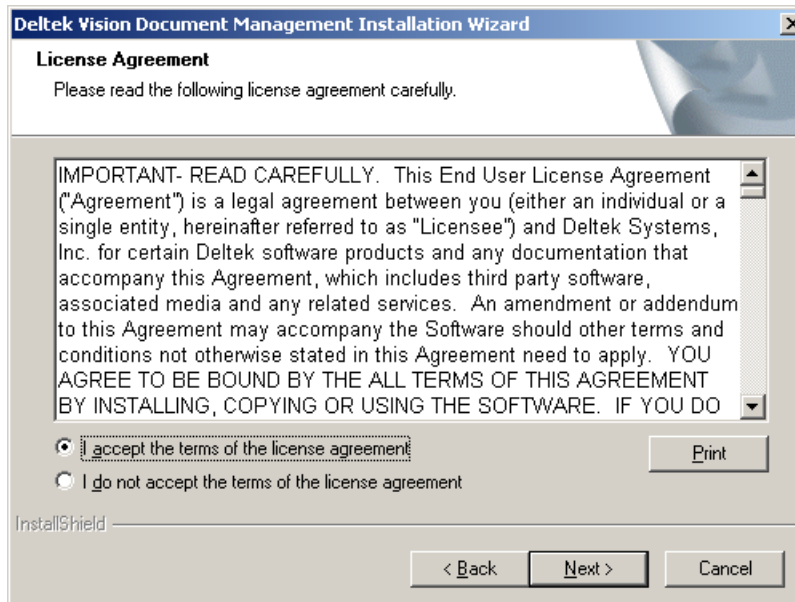 Deltek Vision Document Management Installation Wizard
License Agreement
Please read the following license agreement carefully.
IMPORTANT- READ CAREFULLY.  This End User License Agreement
("Agreement") is a legal agreement between you (either an individual or a
single entity, hereinafter referred to as "Licensee") and Deltek Systems,
Inc. for certain Deltek software products and any documentation that
accompany this Agreement, which includes third party software,
associated media and any related services.  An amendment or addendum
to this Agreement may accompany the Software should other terms and
conditions not otherwise stated in this Agreement need to apply.  YOU
AGREE TO BE BOUND BY THE ALL TERMS OF THIS AGREEMENT
BY INSTALLING, COPYING OR USING THE SOFTWARE.  IF YOU DO
I accept the terms of the license agreement
Print
I do not accept the terms of the license agreement
InstallShield
< Back
Next >
Cancel